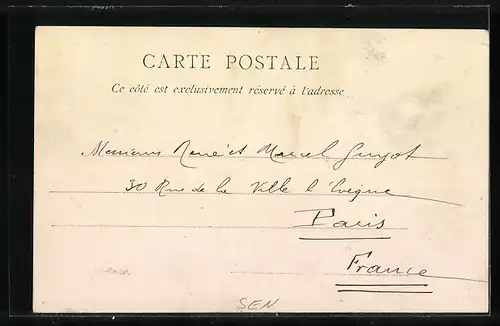 CARTE POSTALE
Ce côté est exclusivement réservé à l'adresse
Messieurs René et Marcel Guyot
30 Rue de la Ville l'Évêque
Paris
France
SEN